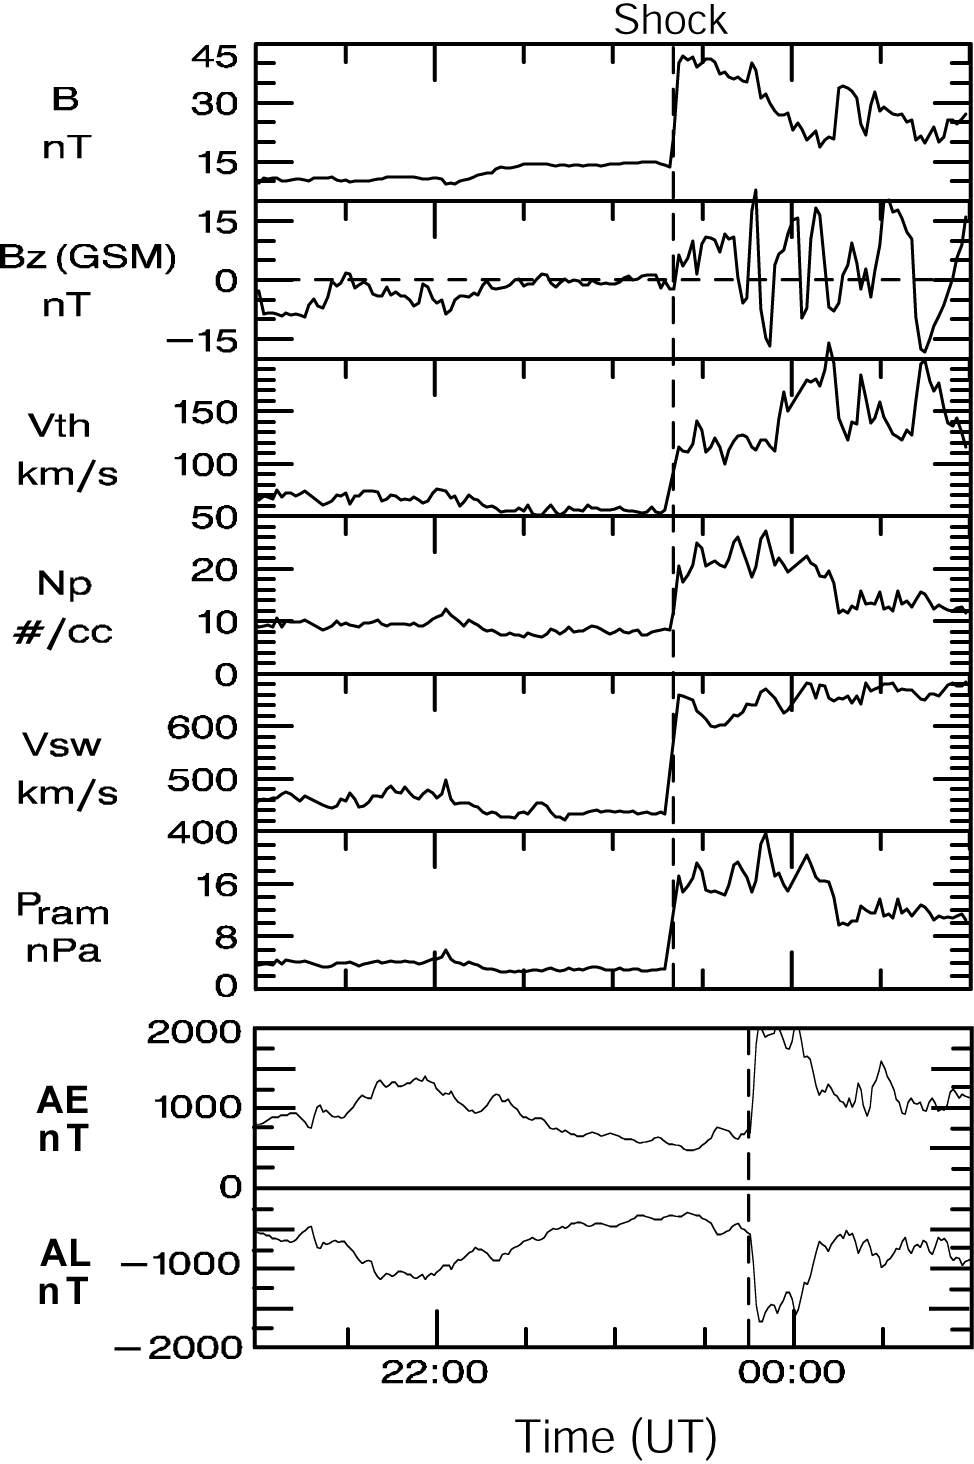 Shock
B
nT
45
30
15
Bz (GSM)
nT
15
0
−15
Vth
km/s
150
100
50
Np
#/cc
20
10
0
Vsw
km/s
600
500
400
Pram
nPa
16
8
0
AE
nT
2000
1000
0
AL
nT
−1000
−2000
22:00 00:00
Time (UT)